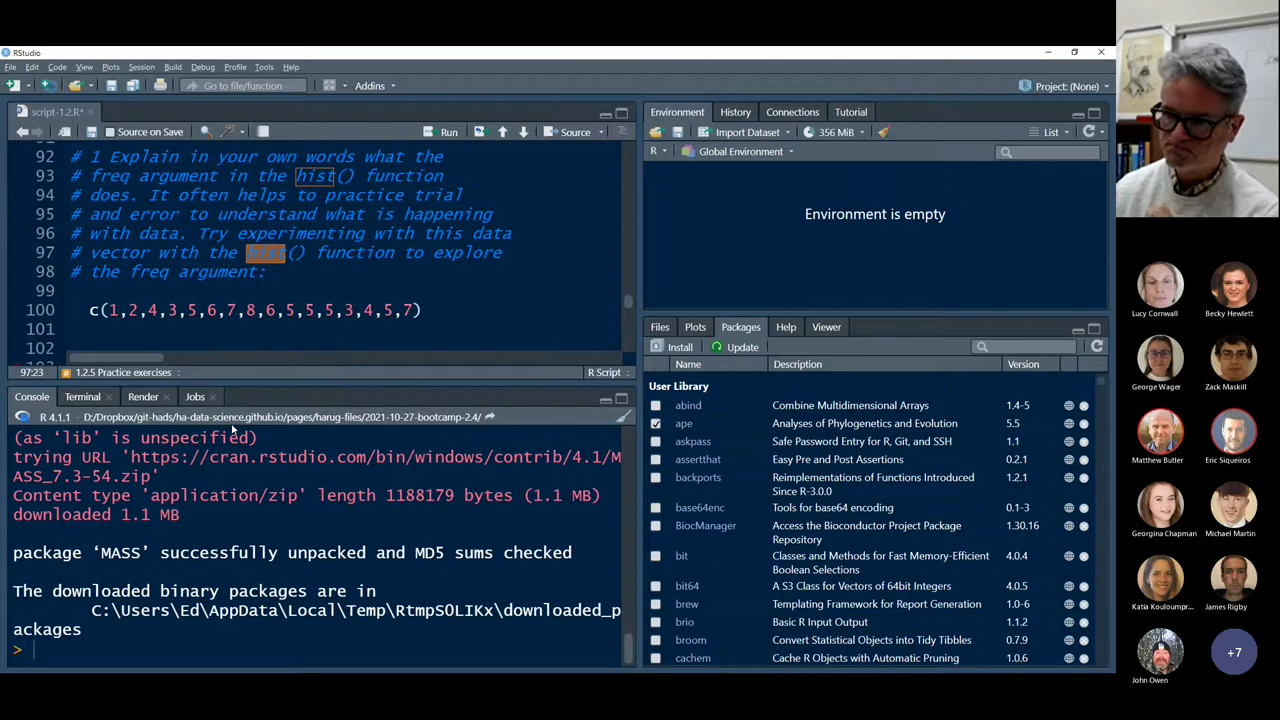 RStudio
File Edit Code View Plots Session Build Debug Profile Tools Help
Go to file/function Addins Project: (None)
script-1.2.R*
Source on Save Run Source
92 # 1 Explain in your own words what the
93 # freq argument in the hist() function
94 # does. It often helps to practice trial
95 # and error to understand what is happening
96 # with data. Try experimenting with this data
97 # vector with the hist() function to explore
98 # the freq argument:
99
100 c(1,2,4,3,5,6,7,8,6,5,5,5,3,4,5,7)
101
102
97:23 1.2.5 Practice exercises R Script
Console Terminal Render Jobs
R 4.1.1 · D:/Dropbox/git-hads/ha-data-science.github.io/pages/harug-files/2021-10-27-bootcamp-2.4/
(as ‘lib’ is unspecified)
trying URL 'https://cran.rstudio.com/bin/windows/contrib/4.1/M
ASS_7.3-54.zip'
Content type 'application/zip' length 1188179 bytes (1.1 MB)
downloaded 1.1 MB
package ‘MASS’ successfully unpacked and MD5 sums checked
The downloaded binary packages are in
C:\Users\Ed\AppData\Local\Temp\RtmpSOLIKx\downloaded_p
ackages
>
Environment History Connections Tutorial
Import Dataset 356 MiB List
R Global Environment
Environment is empty
Files Plots Packages Help Viewer
Install Update
Name Description Version
User Library
abind Combine Multidimensional Arrays 1.4-5
ape Analyses of Phylogenetics and Evolution 5.5
askpass Safe Password Entry for R, Git, and SSH 1.1
assertthat Easy Pre and Post Assertions 0.2.1
backports Reimplementations of Functions Introduced Since R-3.0.0 1.2.1
base64enc Tools for base64 encoding 0.1-3
BiocManager Access the Bioconductor Project Package Repository 1.30.16
bit Classes and Methods for Fast Memory-Efficient Boolean Selections 4.0.4
bit64 A S3 Class for Vectors of 64bit Integers 4.0.5
brew Templating Framework for Report Generation 1.0-6
brio Basic R Input Output 1.1.2
broom Convert Statistical Objects into Tidy Tibbles 0.7.9
cachem Cache R Objects with Automatic Pruning 1.0.6
Lucy Cornwall Becky Hewlett
George Wager Zack Maskill
Matthew Butler Eric Siqueiros
Georgina Chapman Michael Martin
Katia Kouloumpr... James Rigby
John Owen +7